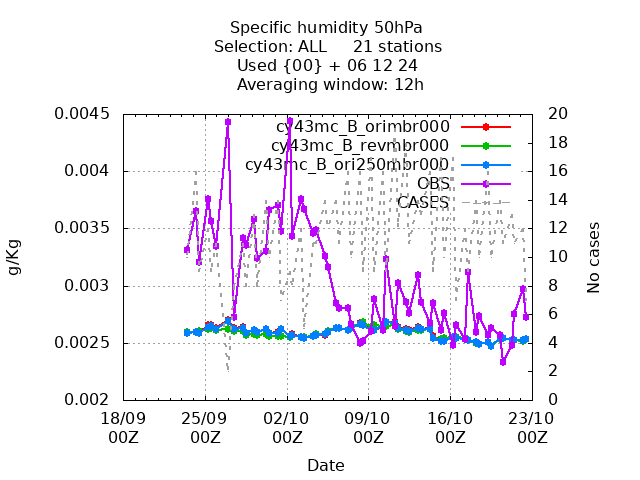 Specific humidity 50hPa
Selection: ALL     21 stations
Used {00} + 06 12 24
Averaging window: 12h
cy43mc_B_orimbr000
cy43mc_B_revmbr000
cy43mc_B_ori250mbr000
OBS
CASES
0.0045
0.004
0.0035
0.003
0.0025
0.002
g/Kg
20
18
16
14
12
10
8
6
4
2
0
No cases
18/09 25/09 02/10 09/10 16/10 23/10
00Z 00Z 00Z 00Z 00Z 00Z
Date